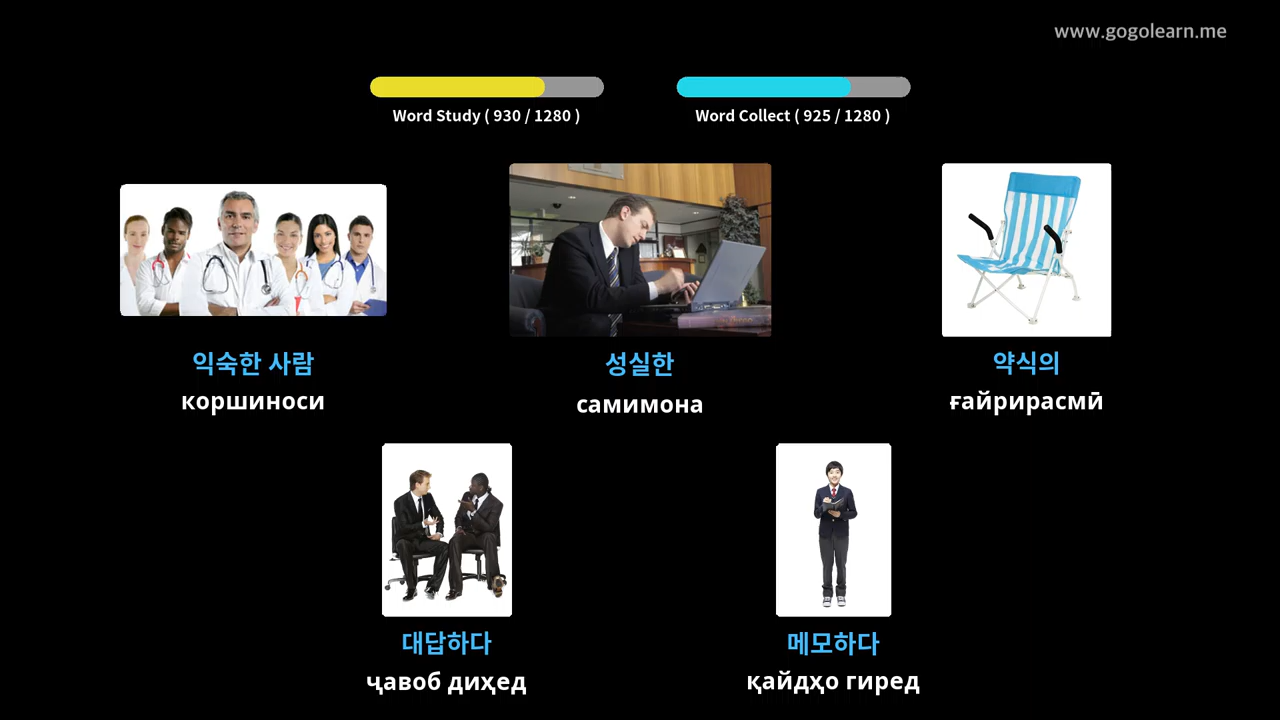 www.gogolearn.me
Word Study ( 930 / 1280 )
Word Collect ( 925 / 1280 )
익숙한 사람
коршиноси
성실한
самимона
약식의
ғайрирасмӣ
대답하다
ҷавоб диҳед
메모하다
қайдҳо гиред